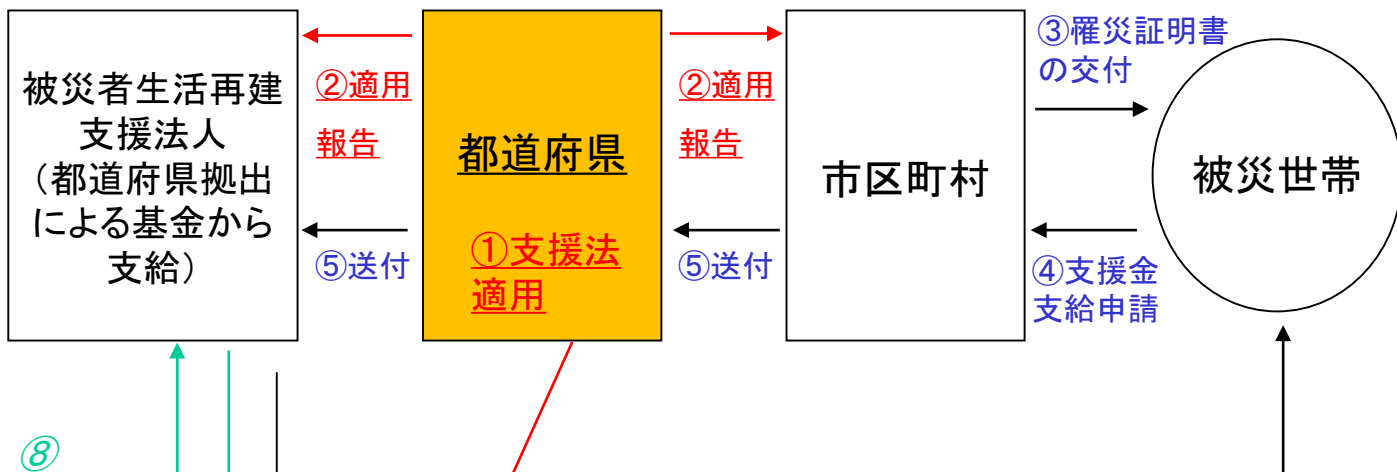 被災者生活再建
支援法人
（都道府県拠出
による基金から
支給）
②適用
報告
⑤送付
都道府県
①支援法
適用
②適用
報告
⑤送付
市区町村
③罹災証明書
の交付
④支援金
支給申請
被災世帯
⑧